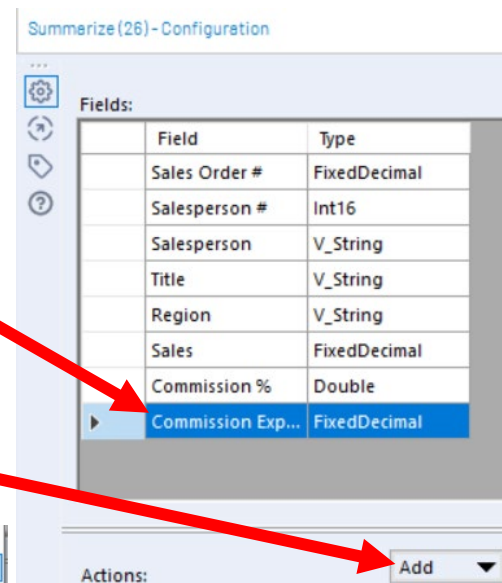 Summarize (26) - Configuration
Fields:
Field Type
Sales Order # FixedDecimal
Salesperson # Int16
Salesperson V_String
Title V_String
Region V_String
Sales FixedDecimal
Commission % Double
Commission Exp... FixedDecimal
Actions: Add